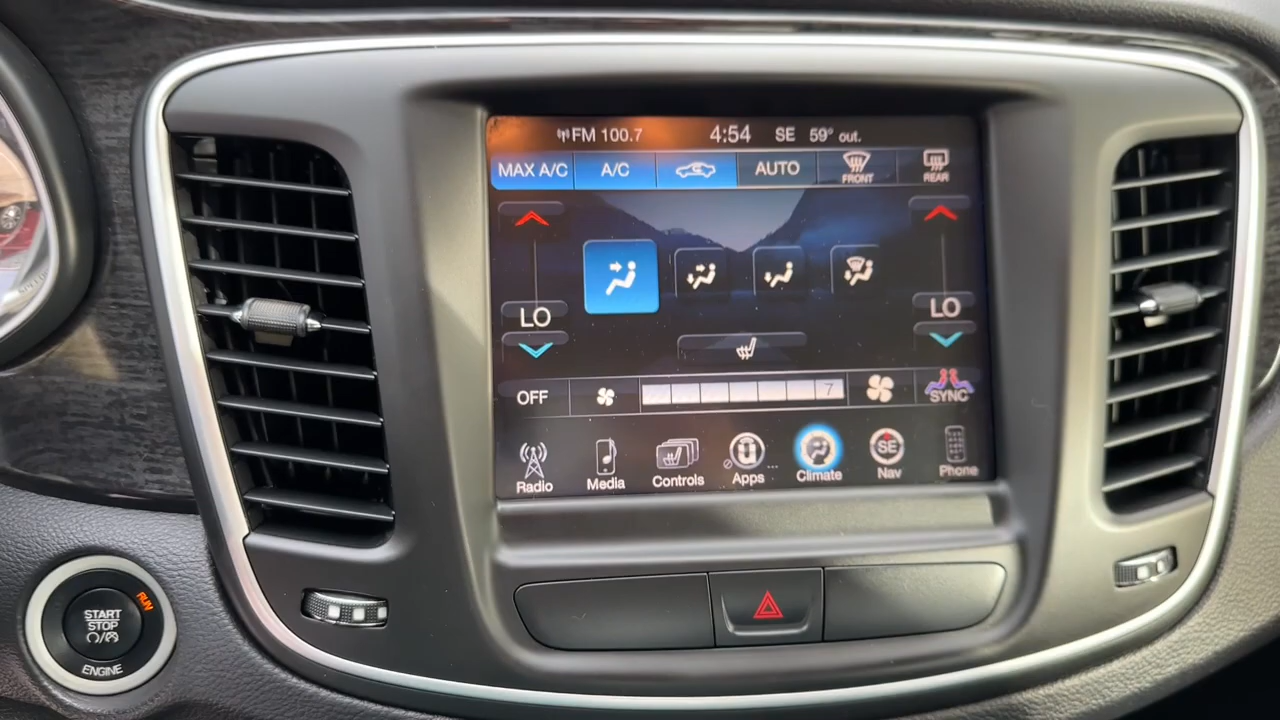 FM 100.7 4:54 SE 59° out.
MAX A/C A/C AUTO FRONT REAR
LO LO
OFF 7 SYNC
SE
Radio Media Controls Apps Climate Nav Phone
RUN
START
STOP
ENGINE